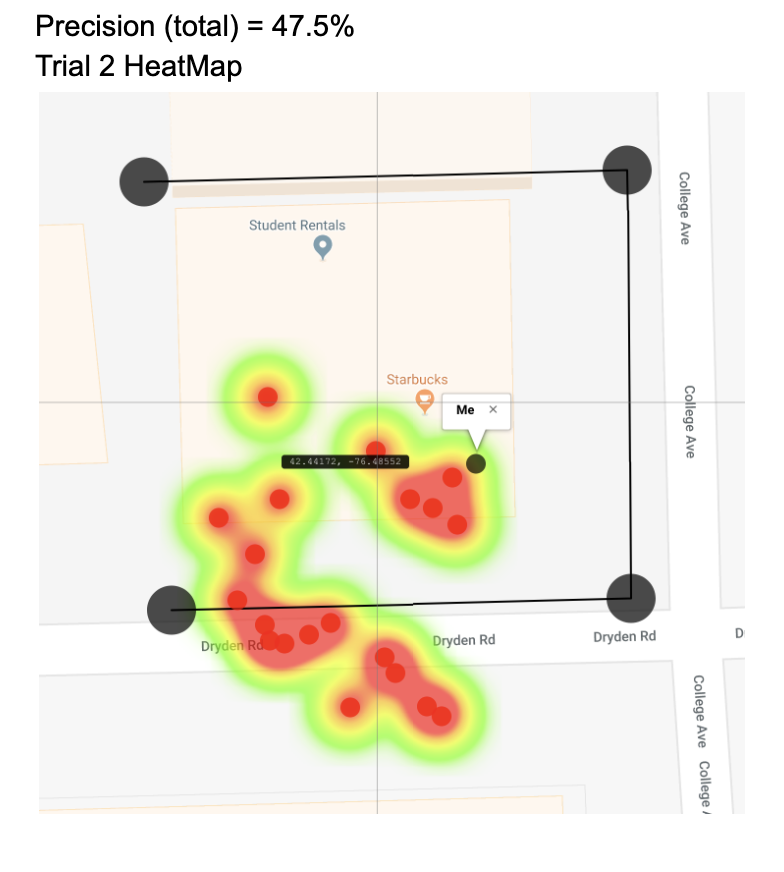 Precision (total) = 47.5%
Trial 2 HeatMap
College Ave
Student Rentals
Starbucks
College Ave
Me ×
42.44172, -76.48552
Dryden Rd
Dryden Rd
Dryden Rd
D
College Ave
College A